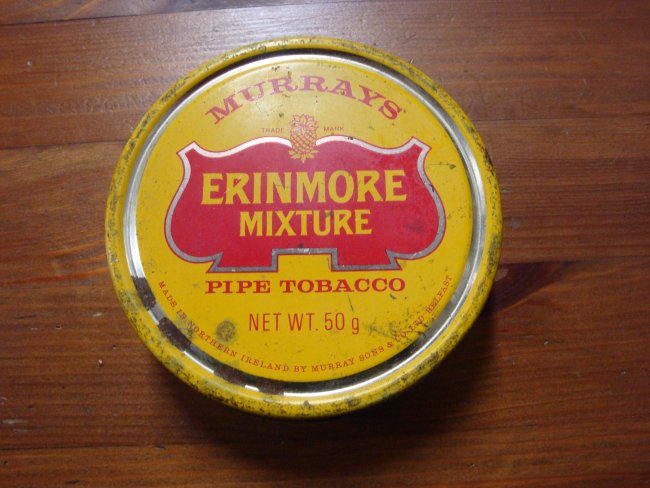 MURRAYS
TRADE MARK
ERINMORE
MIXTURE
PIPE TOBACCO
NET WT. 50 g
MADE IN NORTHERN IRELAND BY MURRAY SONS & CO. LTD BELFAST